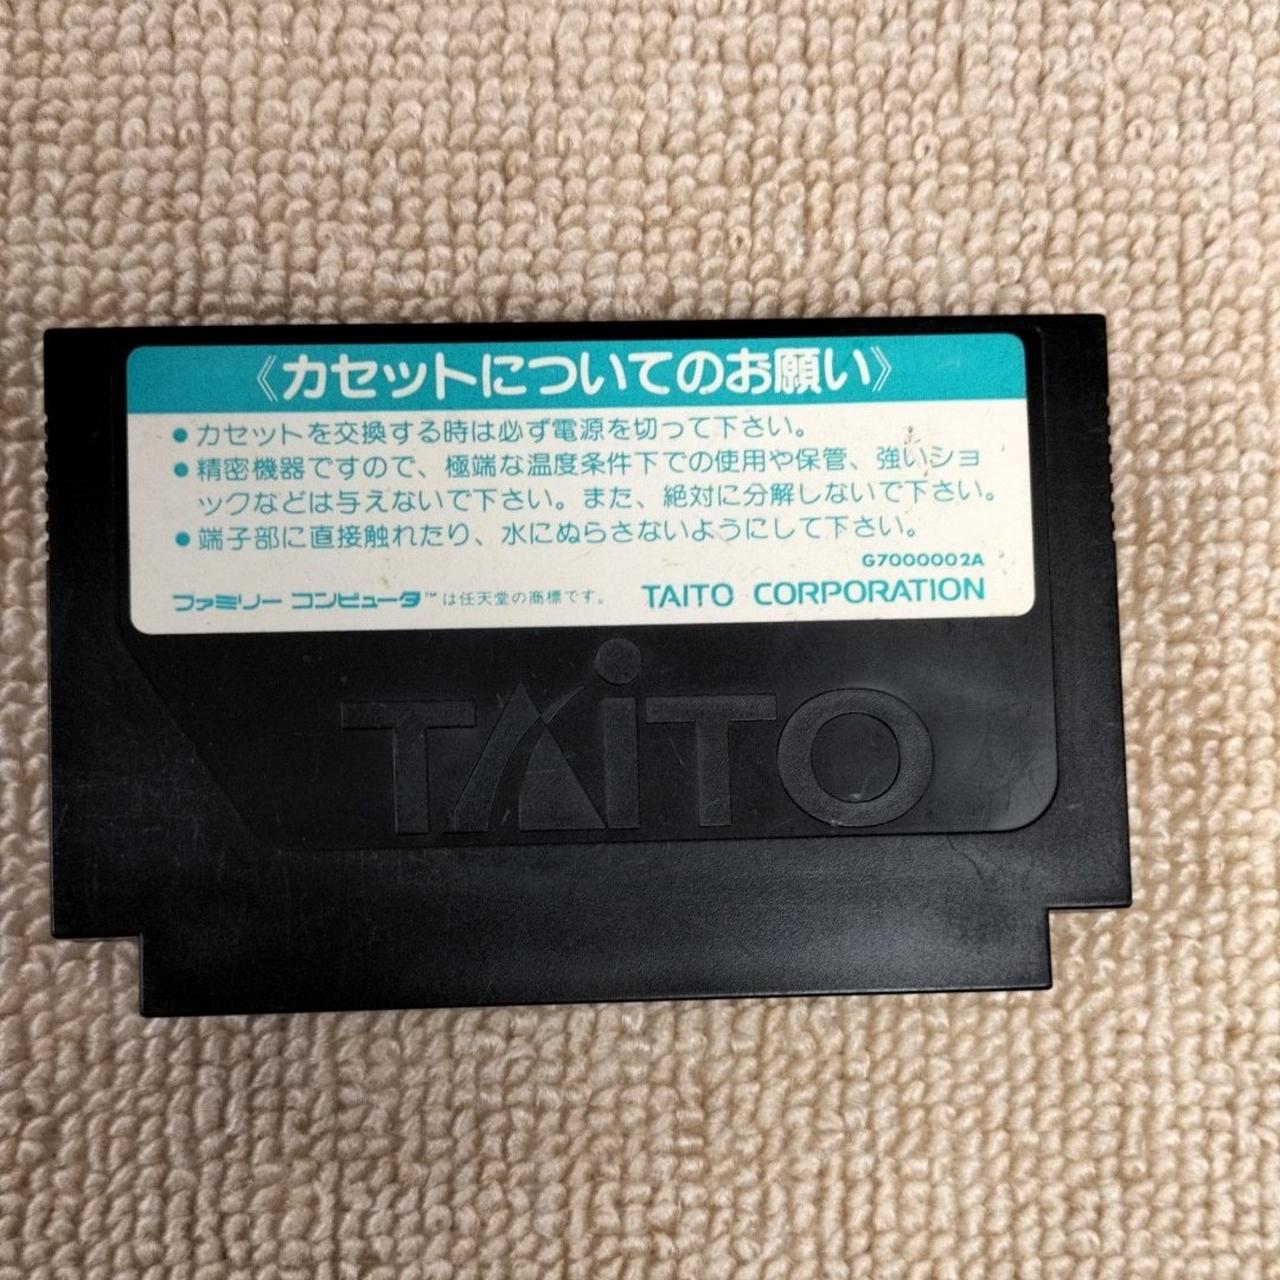 《カセットについてのお願い》
●カセットを交換する時は必ず電源を切って下さい。
●精密機器ですので、極端な温度条件下での使用や保管、強いショ
ックなどは与えないで下さい。また、絶対に分解しないで下さい。
●端子部に直接触れたり、水にぬらさないようにして下さい。
G7000002A
ファミリー コンピュータ™は任天堂の商標です。 TAITO CORPORATION
TAiTO